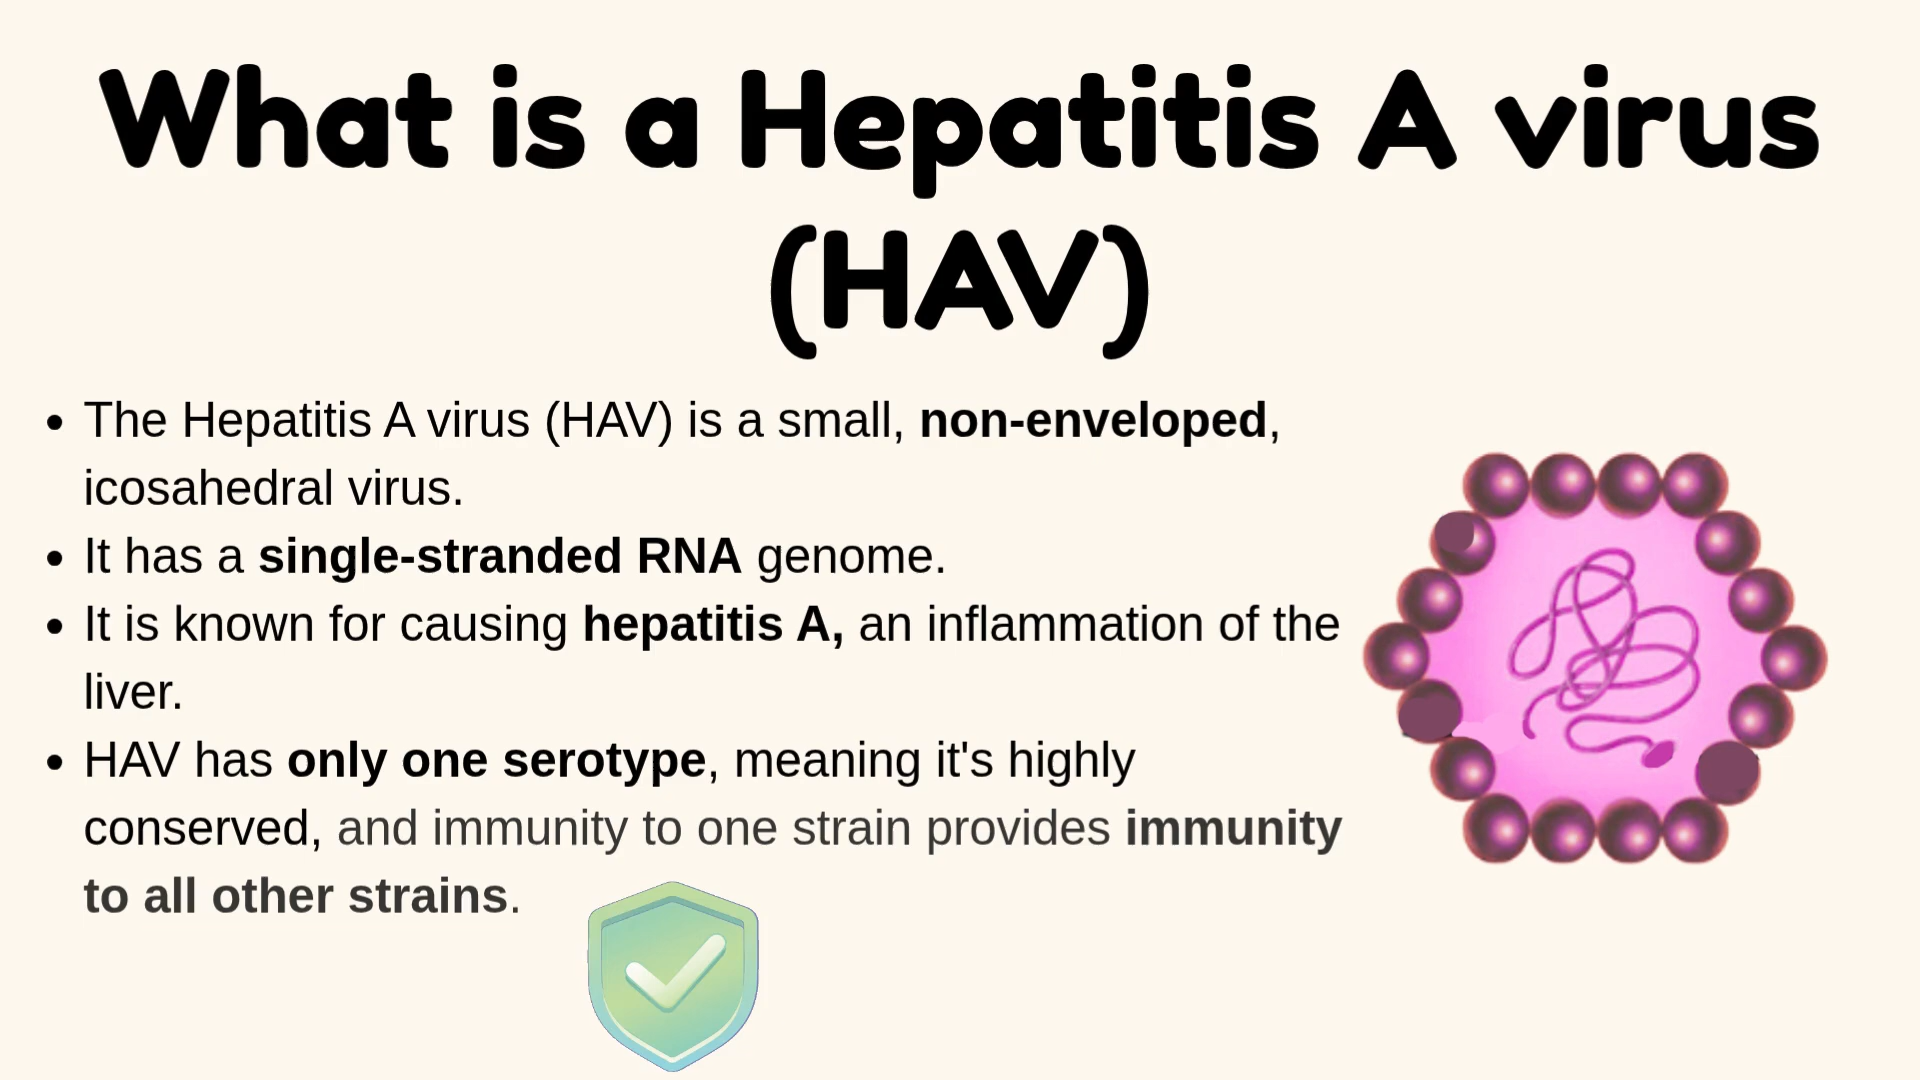 What is a Hepatitis A virus
(HAV)
• The Hepatitis A virus (HAV) is a small, non-enveloped,
icosahedral virus.
• It has a single-stranded RNA genome.
• It is known for causing hepatitis A, an inflammation of the
liver.
• HAV has only one serotype, meaning it's highly
conserved, and immunity to one strain provides immunity
to all other strains.